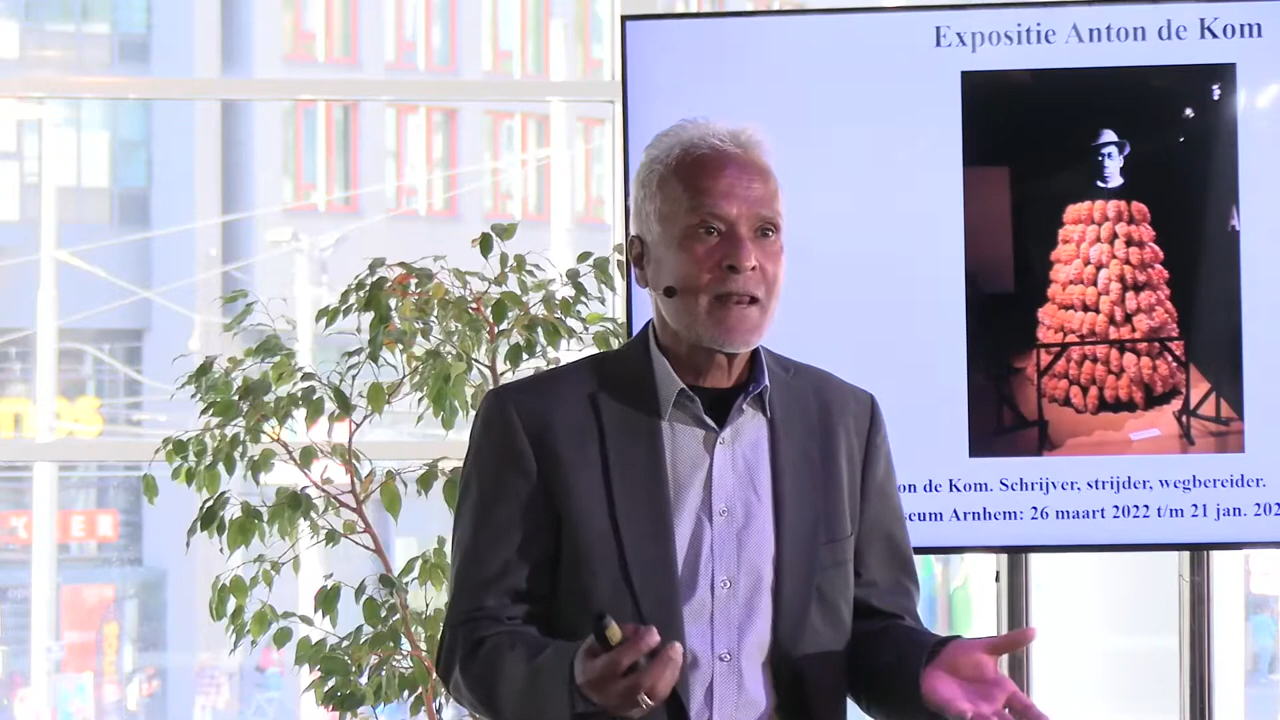 Expositie Anton de Kom
on de Kom. Schrijver, strijder, wegbereider.
seum Arnhem: 26 maart 2022 t/m 21 jan. 202